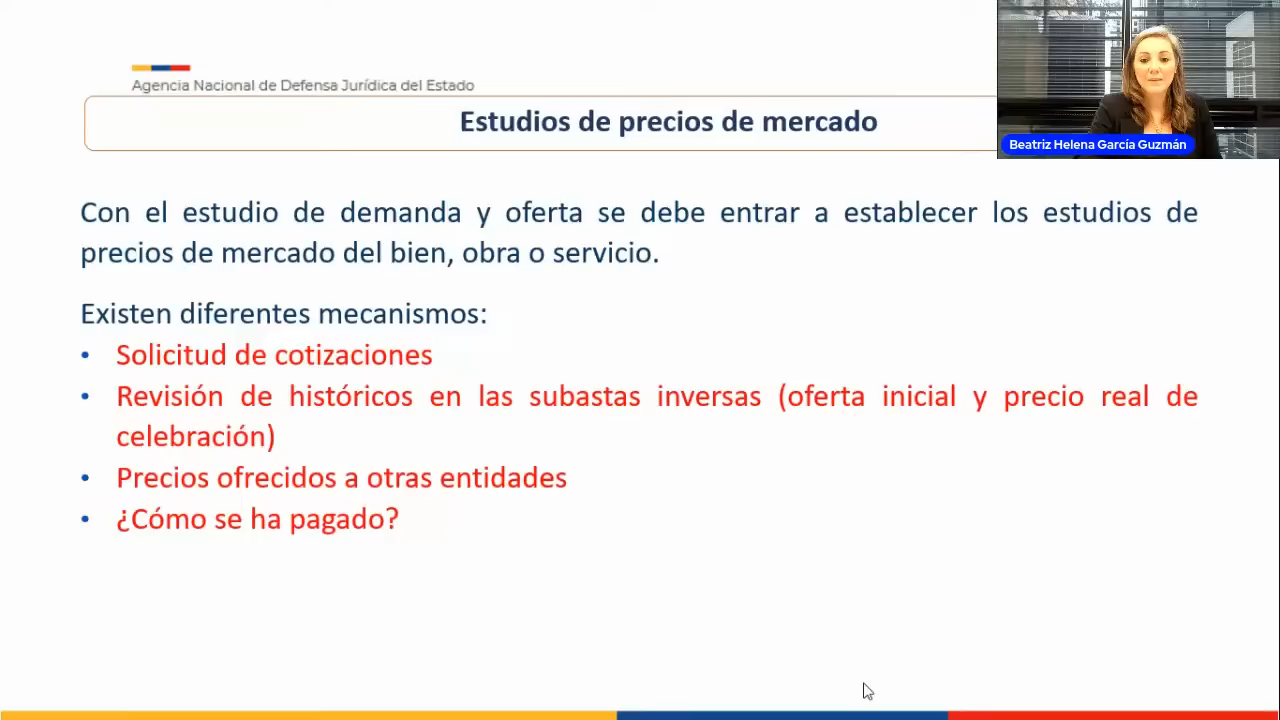 Agencia Nacional de Defensa Jurídica del Estado
Estudios de precios de mercado
Beatriz Helena García Guzmán
Con el estudio de demanda y oferta se debe entrar a establecer los estudios de
precios de mercado del bien, obra o servicio.
Existen diferentes mecanismos:
• Solicitud de cotizaciones
• Revisión de históricos en las subastas inversas (oferta inicial y precio real de
celebración)
• Precios ofrecidos a otras entidades
• ¿Cómo se ha pagado?